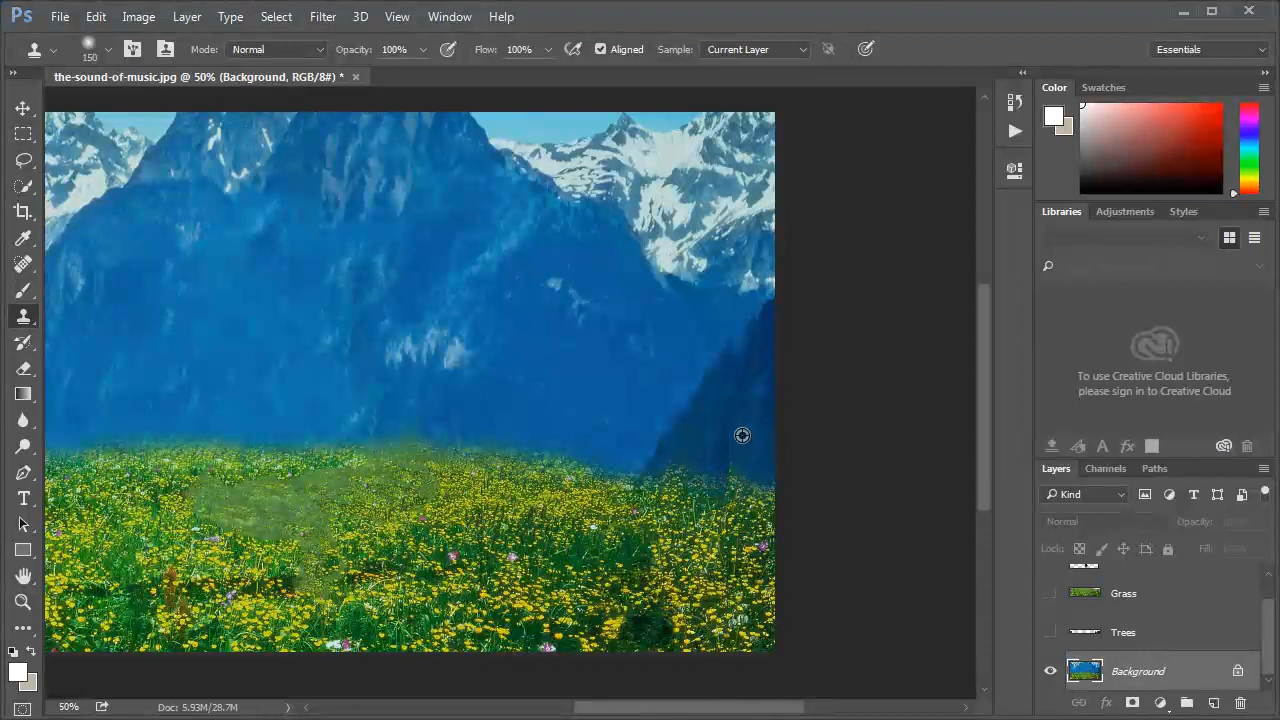 Ps File Edit Image Layer Type Select Filter 3D View Window Help
150 Mode: Normal Opacity: 100% Flow: 100% Aligned Sample: Current Layer Essentials
the-sound-of-music.jpg @ 50% (Background, RGB/8#) * ×
Color Swatches
Libraries Adjustments Styles
To use Creative Cloud Libraries,
please sign in to Creative Cloud
Layers Channels Paths
Kind
Normal Opacity:
Lock: Fill:
Grass
Trees
Background
50% Doc: 5.93M/28.7M